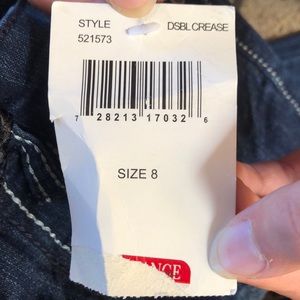 STYLE DSBL CREASE
521573
7 28213 17032 6
SIZE 8